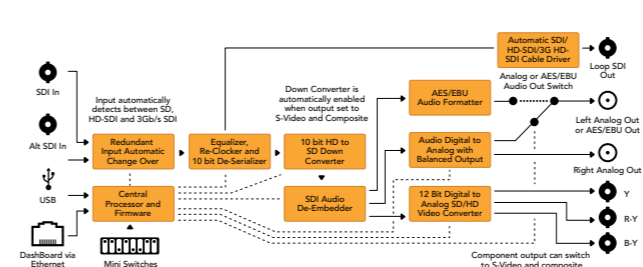 Automatic SDI/
HD-SDI/3G HD-
SDI Cable Driver
Loop SDI
Out
SDI In
Input automatically
detects between SD,
HD-SDI and 3Gb/s SDI
Down Converter is
automatically enabled
when output set to
S-Video and Composite
Analog or AES/EBU
Audio Out Switch
AES/EBU
Audio Formatter
Left Analog Out
or AES/EBU Out
Alt SDI In
Redundant
Input Automatic
Change Over
Equalizer,
Re-Clocker and
10 bit De-Serializer
10 bit HD to
SD Down
Converter
Audio Digital to
Analog with
Balanced Output
Right Analog Out
USB
Central
Processor and
Firmware
SDI Audio
De-Embedder
12 Bit Digital to
Analog SD/HD
Video Converter
Y
R-Y
B-Y
DashBoard via
Ethernet
Mini Switches
Component output can switch
to S-Video and composite